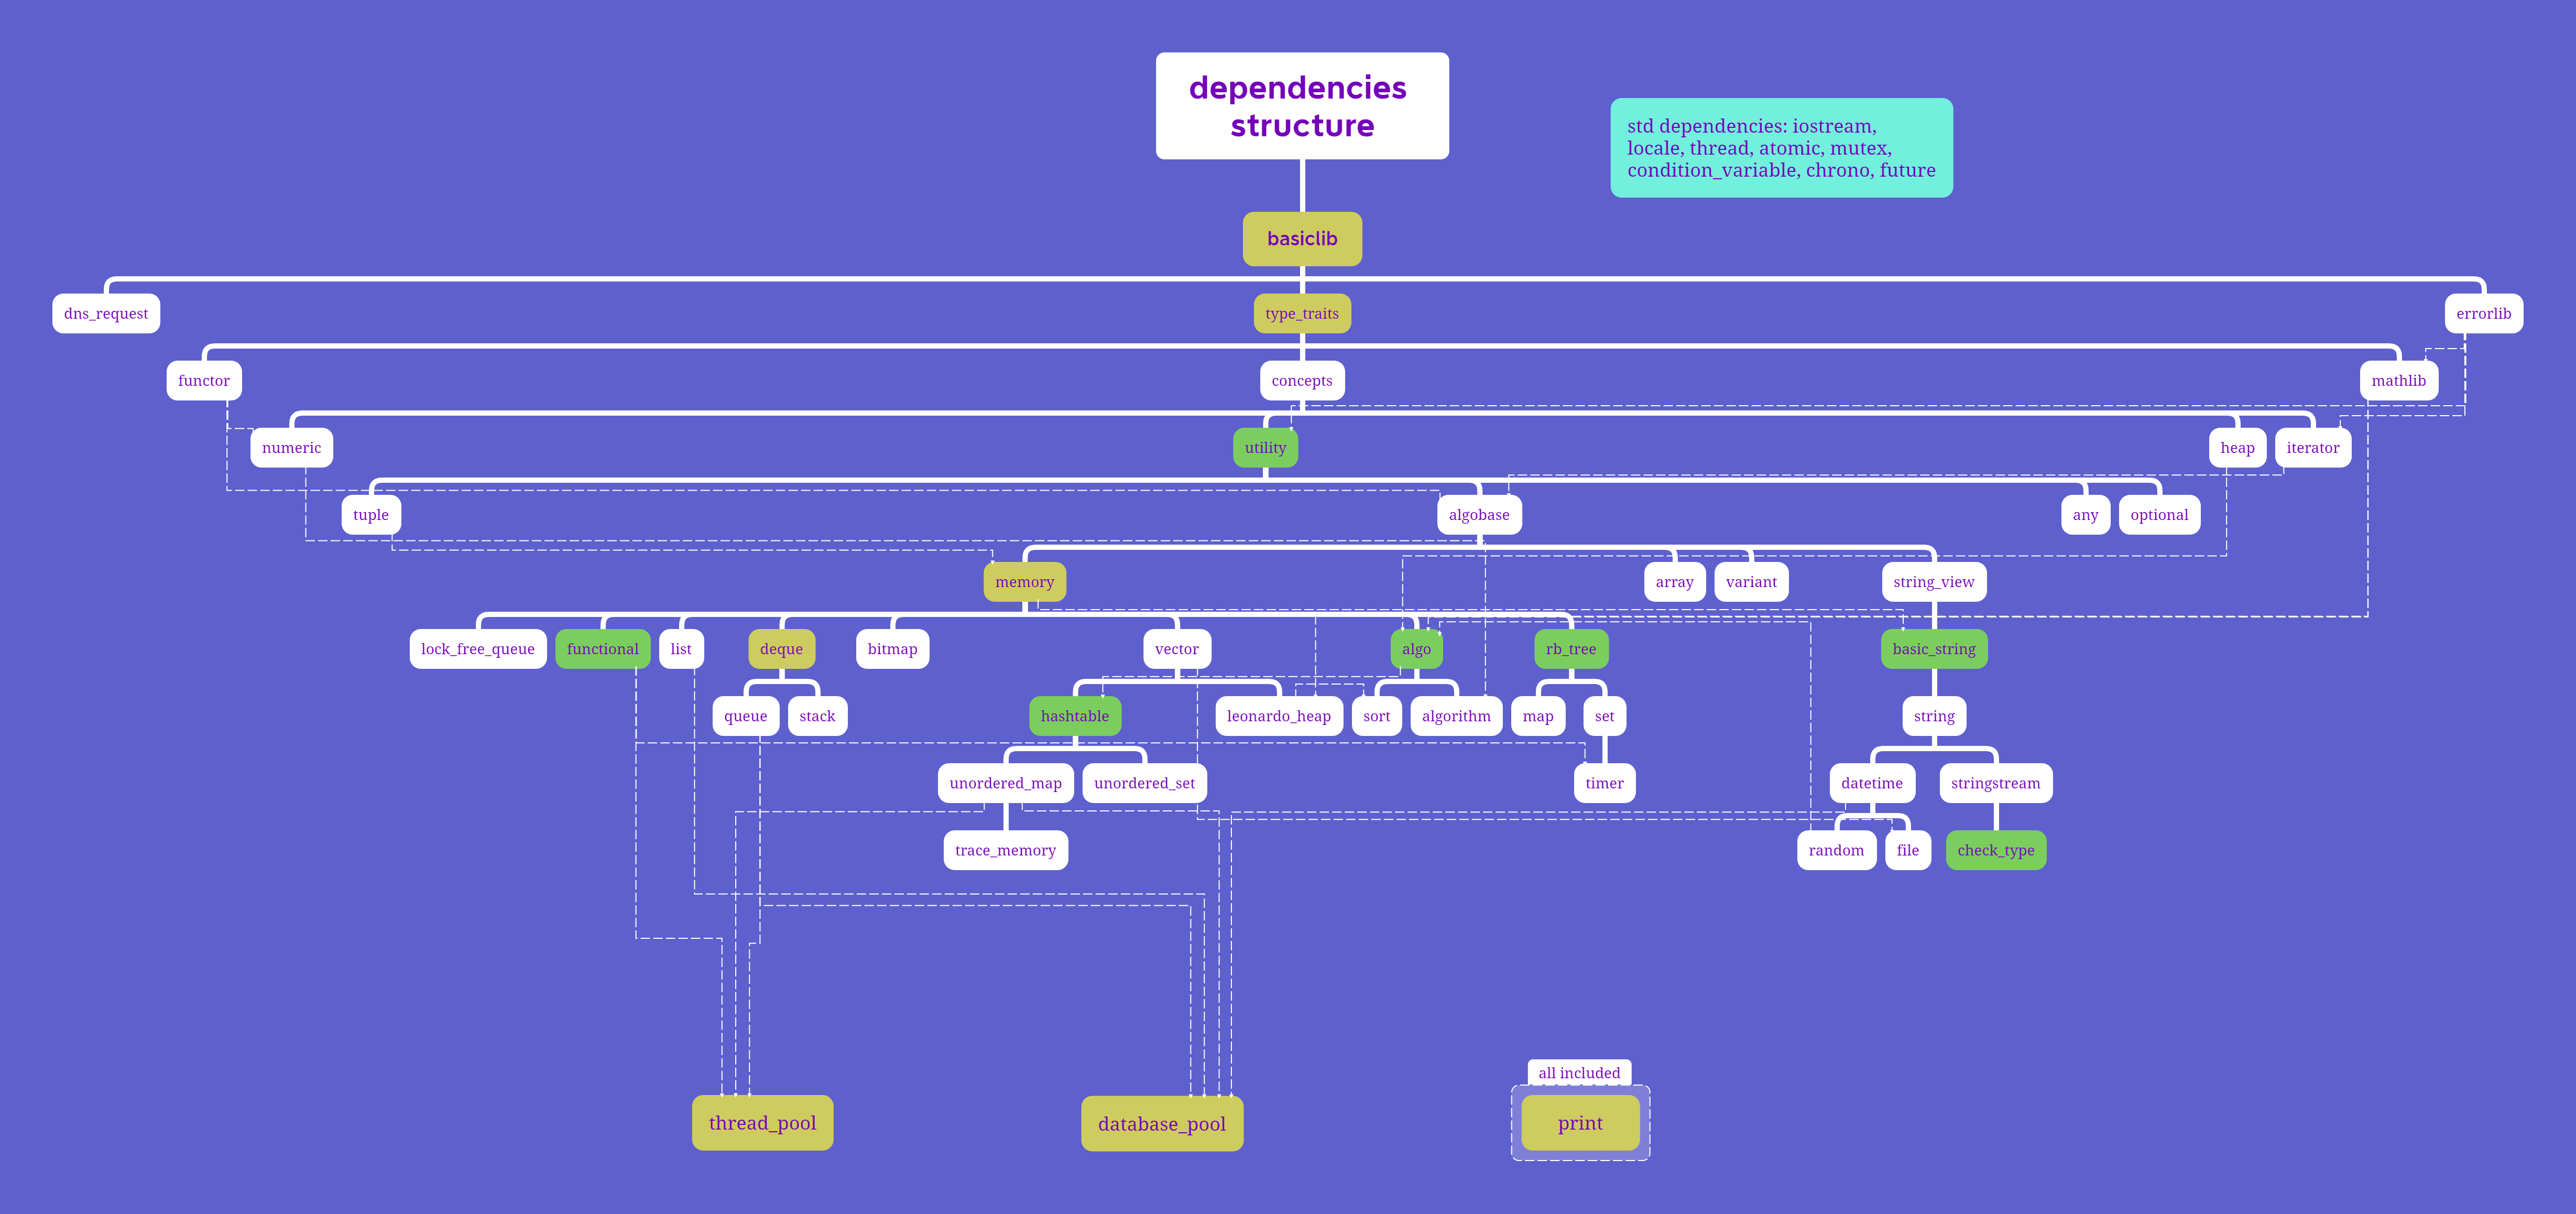 dependencies
structure
std dependencies: iostream,
locale, thread, atomic, mutex,
condition_variable, chrono, future
basiclib
dns_request
type_traits
errorlib
functor
concepts
mathlib
numeric
utility
heap
iterator
tuple
algobase
any
optional
memory
array
variant
string_view
lock_free_queue
functional
list
deque
bitmap
vector
algo
rb_tree
basic_string
queue
stack
hashtable
leonardo_heap
sort
algorithm
map
set
string
unordered_map
unordered_set
timer
datetime
stringstream
trace_memory
random
file
check_type
all included
thread_pool
database_pool
print